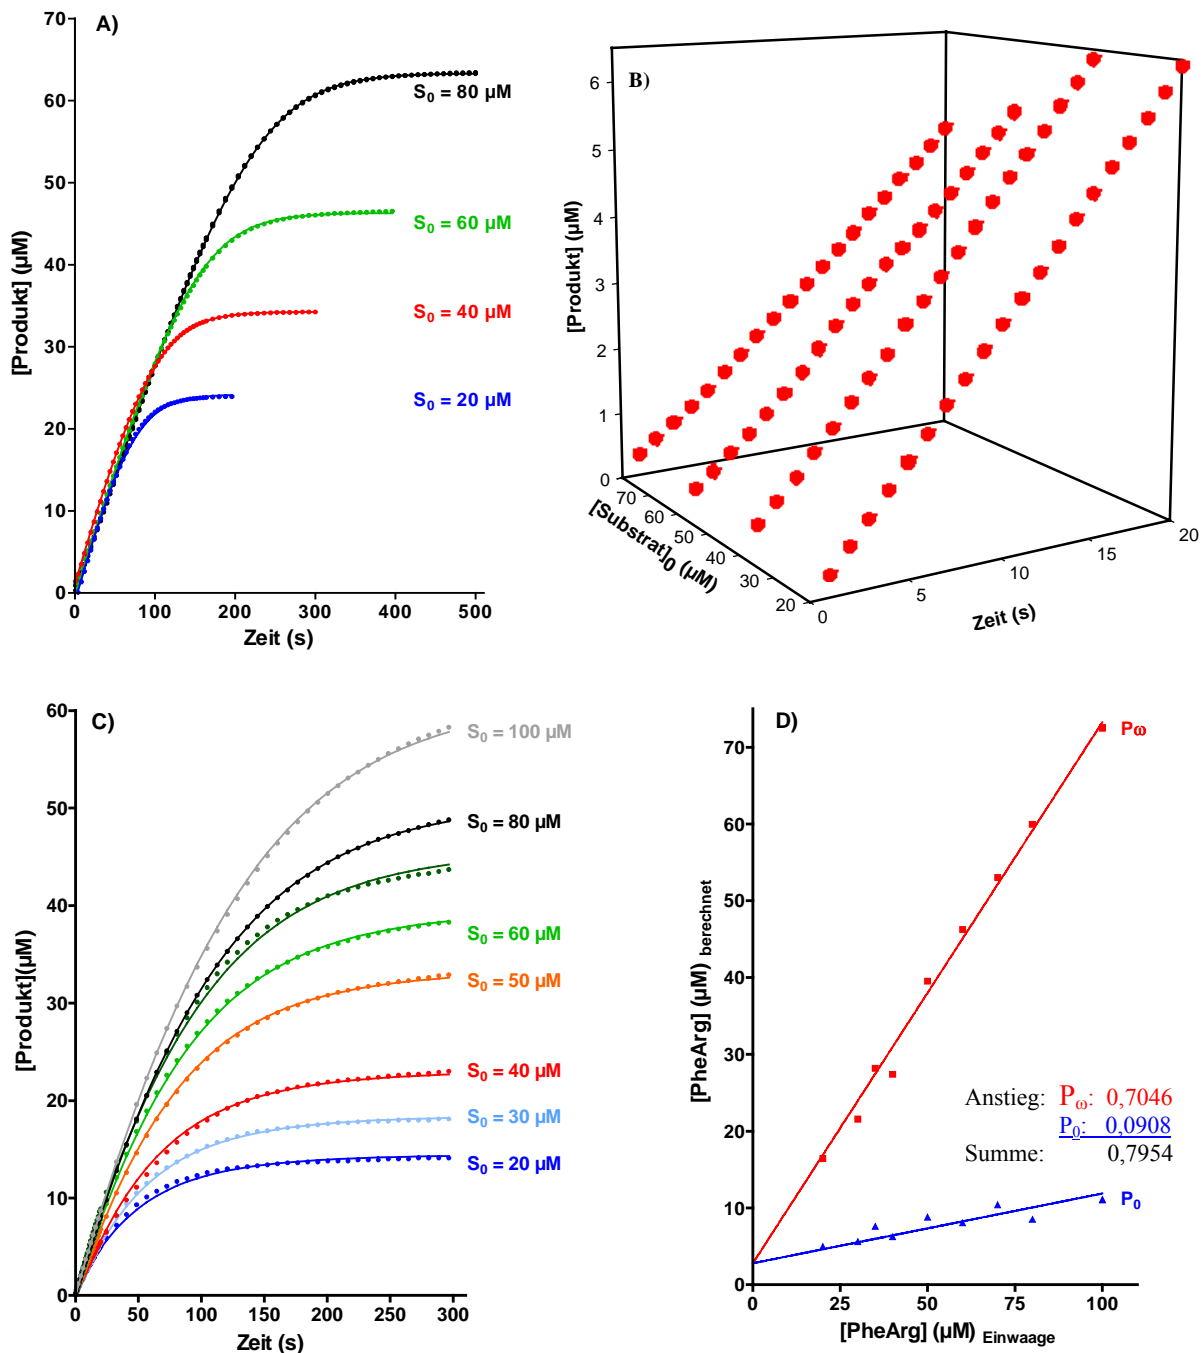 A)
70
60
50
40
30
20
10
0
[Produkt] (µM)
S0 = 80 µM
S0 = 60 µM
S0 = 40 µM
S0 = 20 µM
0 100 200 300 400 500
Zeit (s)
B)
6
5
4
3
2
1
0
[Produkt] (µM)
70
60
50
40
30
20
[Substrat]0 (µM)
0
5
10
15
20
Zeit (s)
C)
60
50
40
30
20
10
0
[Produkt](µM)
S0 = 100 µM
S0 = 80 µM
S0 = 60 µM
S0 = 50 µM
S0 = 40 µM
S0 = 30 µM
S0 = 20 µM
0 50 100 150 200 250 300
Zeit (s)
D)
70
60
50
40
30
20
10
0
[PheArg] (µM) berechnet
Pω
Anstieg: Pω: 0,7046
P0: 0,0908
Summe: 0,7954
P0
0 25 50 75 100
[PheArg] (µM) Einwaage